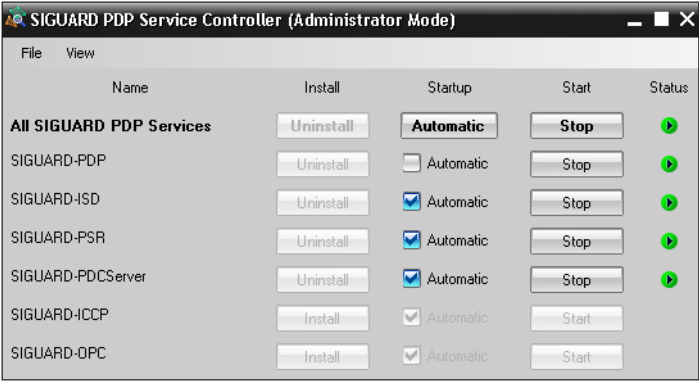 SIGUARD PDP Service Controller (Administrator Mode)
File View
Name Install Startup Start Status
All SIGUARD PDP Services Uninstall Automatic Stop
SIGUARD-PDP Uninstall Automatic Stop
SIGUARD-ISD Uninstall Automatic Stop
SIGUARD-PSR Uninstall Automatic Stop
SIGUARD-PDCServer Uninstall Automatic Stop
SIGUARD-ICCP Install Automatic Start
SIGUARD-OPC Install Automatic Start